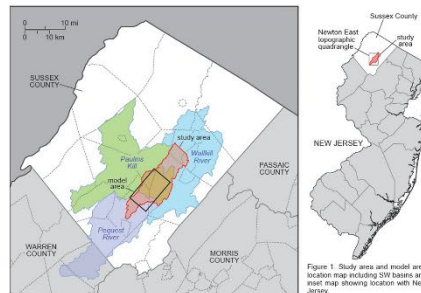 0 10 mi
0 10 km
SUSSEX
COUNTY
study area
Paulins
Kill
Wallkill
River
model
area
PASSAIC
COUNTY
Pequest
River
WARREN
COUNTY
MORRIS
COUNTY
Sussex County
Newton East
topographic
quadrangle
study
area
NEW JERSEY
Figure 1. Study area and model are
location map including SW basins an
inset map showing location with Ne
Jersey.